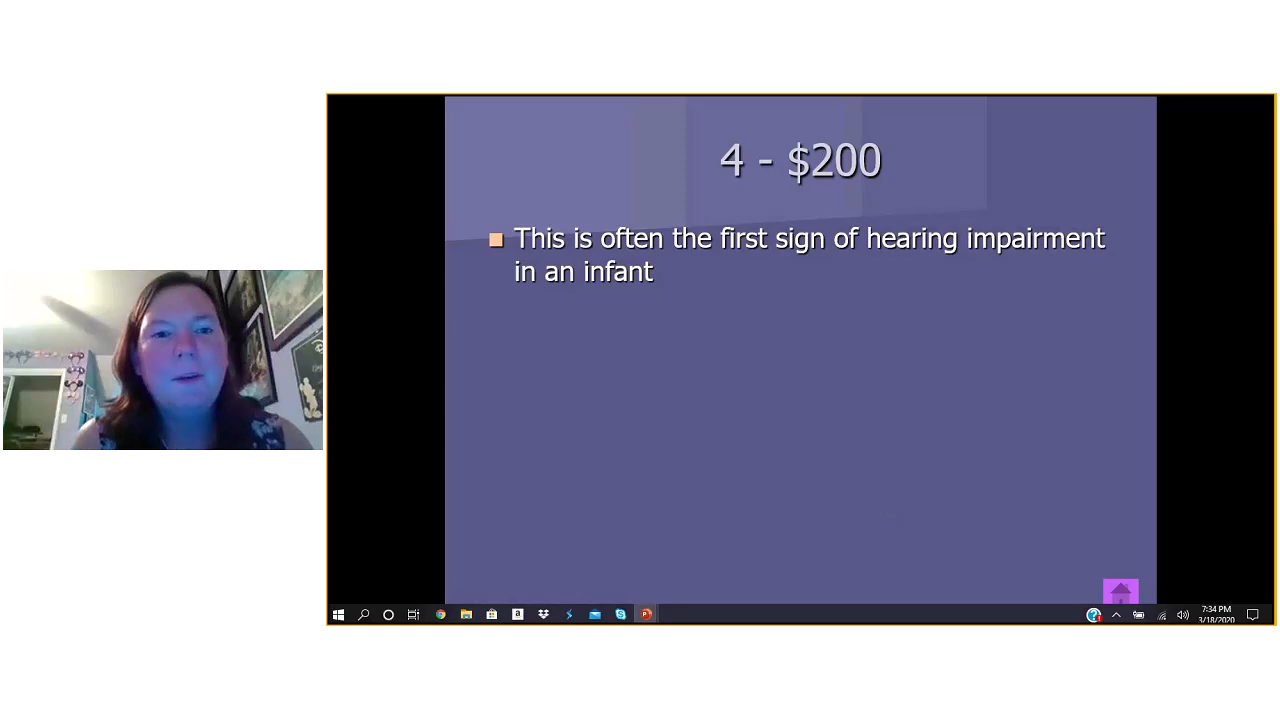 4 - $200
This is often the first sign of hearing impairment
in an infant
7:34 PM
3/18/2020